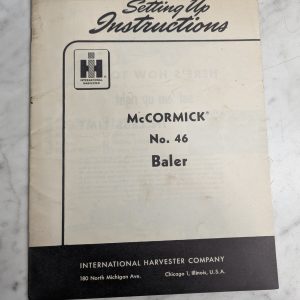 Setting Up
Instructions
IH
INTERNATIONAL
HARVESTER
McCORMICK®
No. 46
Baler
INTERNATIONAL HARVESTER COMPANY
180 North Michigan Ave. Chicago 1, Illinois, U.S.A.